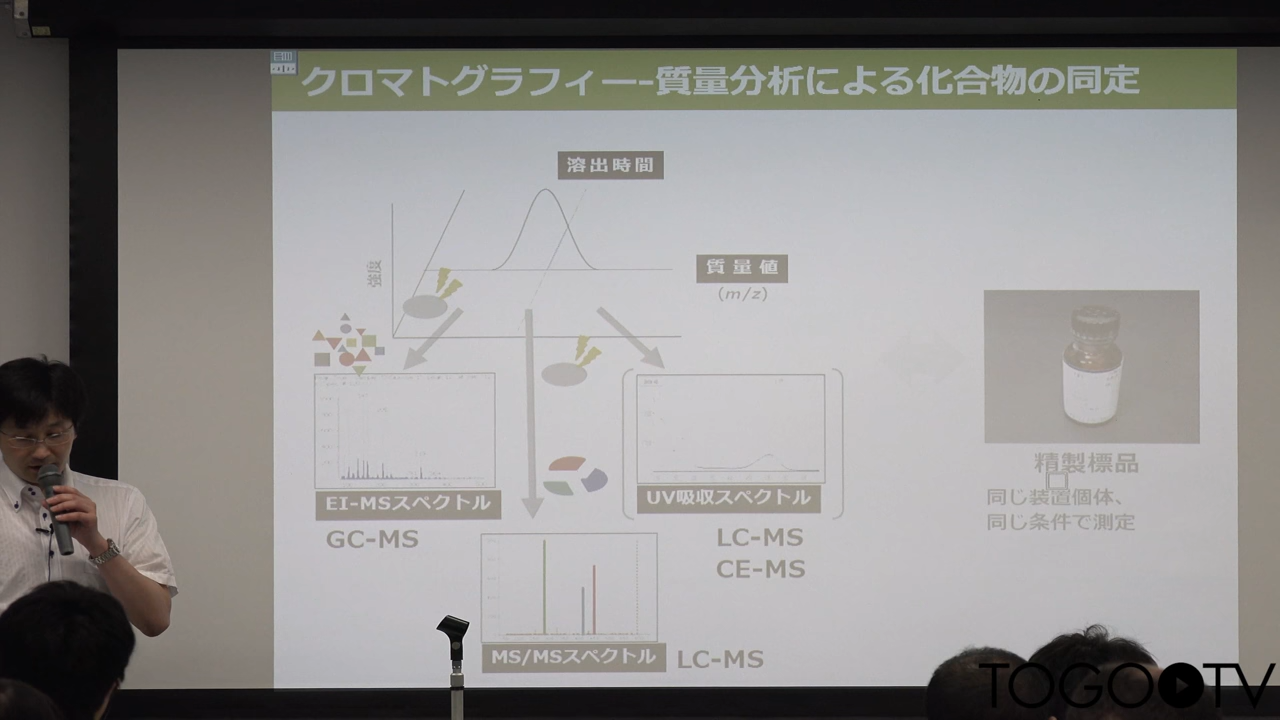 クロマトグラフィー-質量分析による化合物の同定
溶出時間
強度
質量値
(m/z)
EI-MSスペクトル
GC-MS
UV吸収スペクトル
LC-MS
CE-MS
MS/MSスペクトル
LC-MS
精製標品
同じ装置個体、
同じ条件で測定
TOGOTV